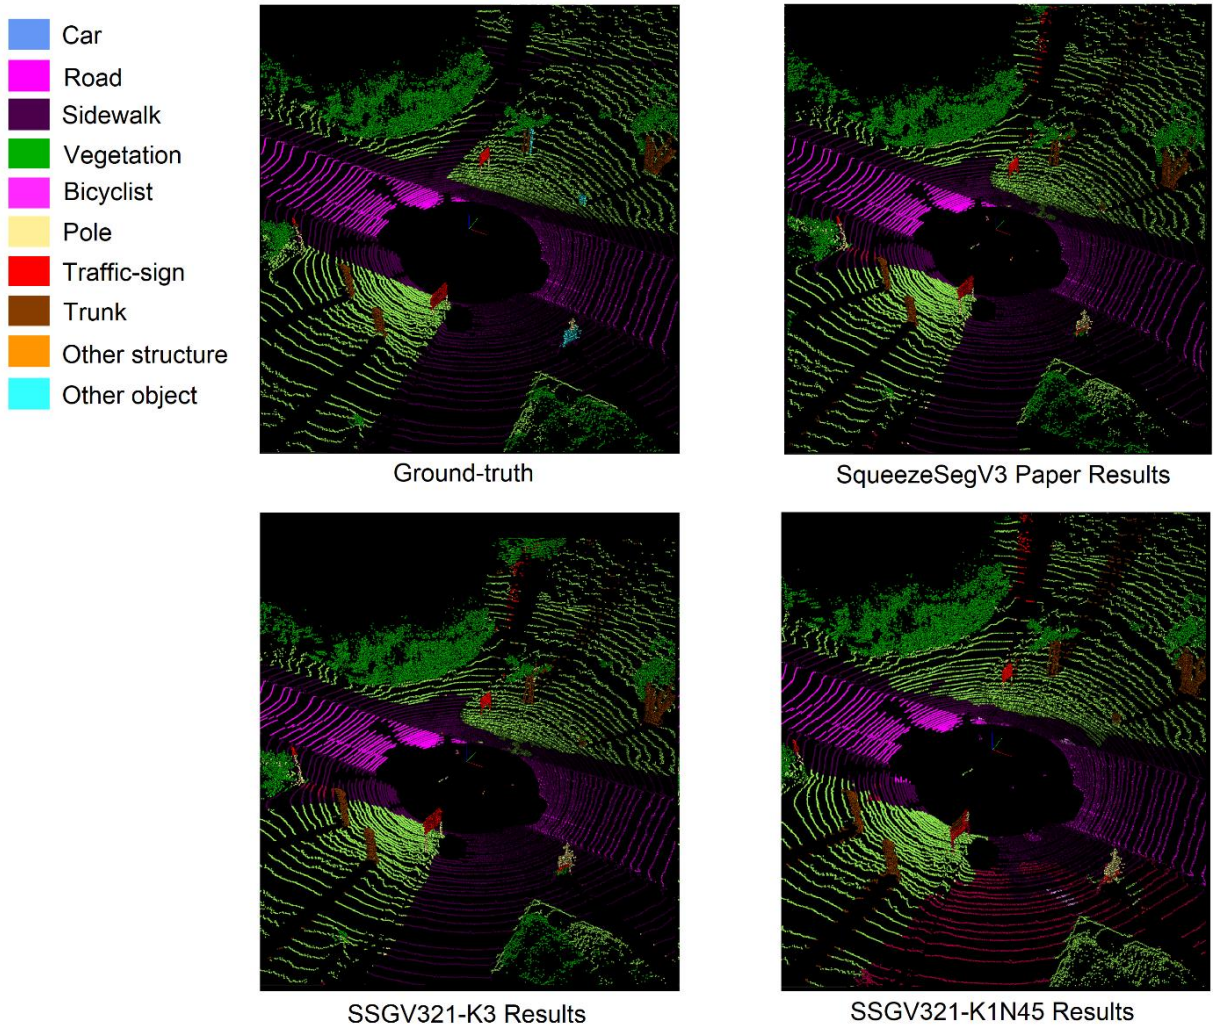 Car
Road
Sidewalk
Vegetation
Bicyclist
Pole
Traffic-sign
Trunk
Other structure
Other object
Ground-truth
SqueezeSegV3 Paper Results
SSGV321-K3 Results
SSGV321-K1N45 Results